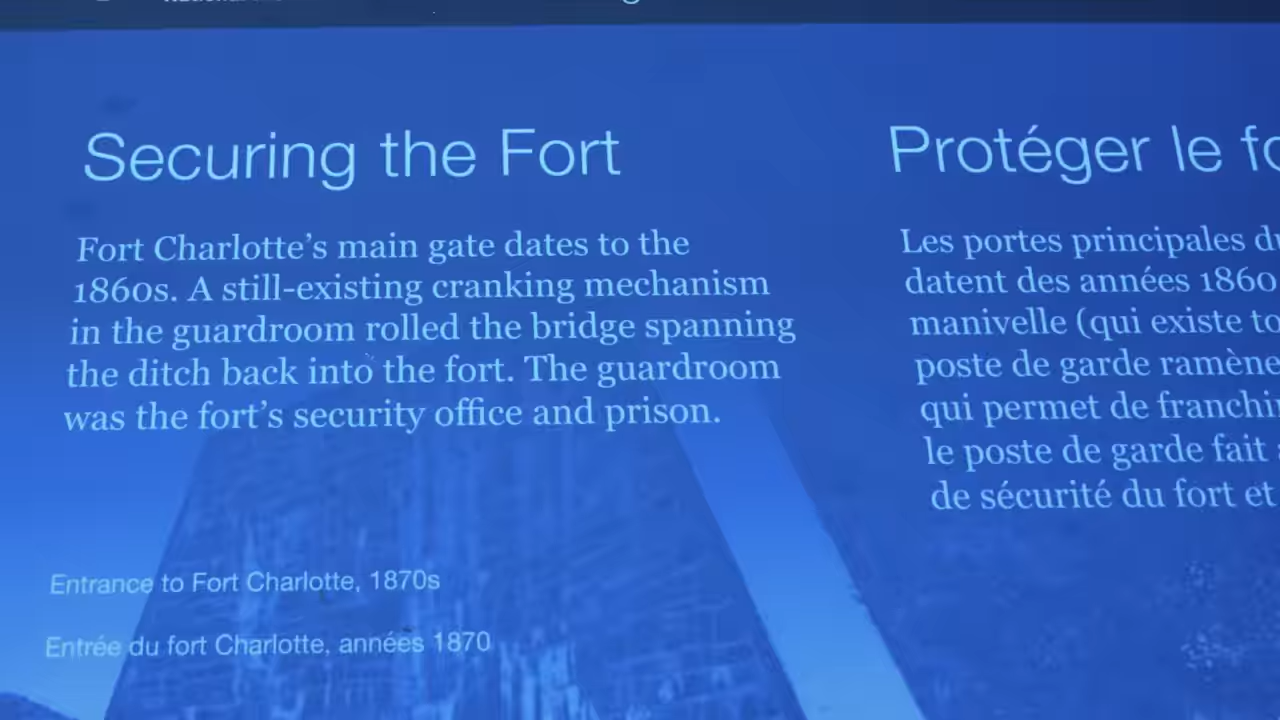 Securing the Fort
Fort Charlotte’s main gate dates to the
1860s. A still-existing cranking mechanism
in the guardroom rolled the bridge spanning
the ditch back into the fort. The guardroom
was the fort’s security office and prison.
Entrance to Fort Charlotte, 1870s
Entrée du fort Charlotte, années 1870
Protéger le
Les portes principales
datent des années 1860
manivelle (qui existe
poste de garde ramène
qui permet de franchir
le poste de garde fait
de sécurité du fort et